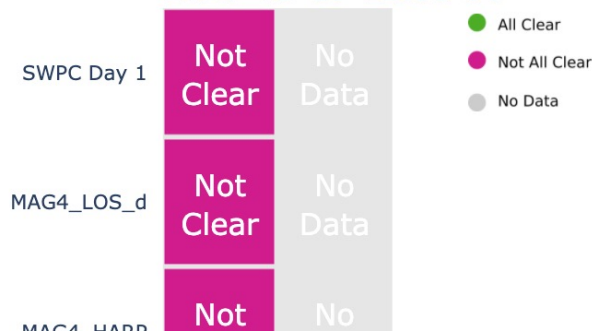 SWPC Day 1
Not Clear
No Data
MAG4_LOS_d
Not Clear
No Data
MAG4_HARP
Not
No
All Clear
Not All Clear
No Data